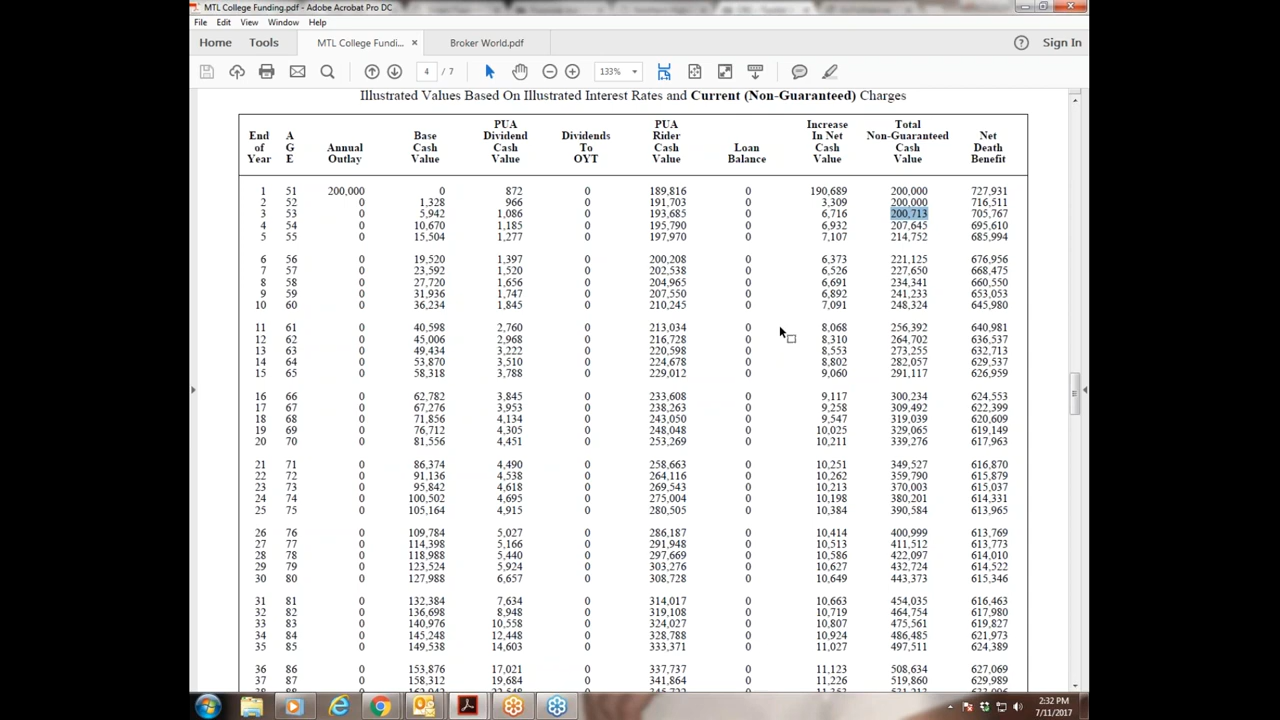 MTL College Funding.pdf - Adobe Acrobat Pro DC
File Edit View Window Help
Home Tools MTL College Fundi... × Broker World.pdf Sign In
4 / 7 133%
Illustrated Values Based On Illustrated Interest Rates and Current (Non-Guaranteed) Charges
End of Year A G E Annual Outlay Base Cash Value PUA Dividend Cash Value Dividends To OYT PUA Rider Cash Value Loan Balance Increase In Net Cash Value Total Non-Guaranteed Cash Value Net Death Benefit
1 51 200,000 0 872 0 189,816 0 190,689 200,000 727,931
2 52 0 1,328 966 0 191,703 0 3,309 200,000 716,511
3 53 0 5,942 1,086 0 193,685 0 6,716 200,713 705,767
4 54 0 10,670 1,185 0 195,790 0 6,932 207,645 695,610
5 55 0 15,504 1,277 0 197,970 0 7,107 214,752 685,994
6 56 0 19,520 1,397 0 200,208 0 6,373 221,125 676,956
7 57 0 23,592 1,520 0 202,538 0 6,526 227,650 668,475
8 58 0 27,720 1,656 0 204,965 0 6,691 234,341 660,550
9 59 0 31,936 1,747 0 207,550 0 6,892 241,233 653,053
10 60 0 36,234 1,845 0 210,245 0 7,091 248,324 645,980
11 61 0 40,598 2,760 0 213,034 0 8,068 256,392 640,981
12 62 0 45,006 2,968 0 216,728 0 8,310 264,702 636,537
13 63 0 49,434 3,222 0 220,598 0 8,553 273,255 632,713
14 64 0 53,870 3,510 0 224,678 0 8,802 282,057 629,537
15 65 0 58,318 3,788 0 229,012 0 9,060 291,117 626,959
16 66 0 62,782 3,845 0 233,608 0 9,117 300,234 624,553
17 67 0 67,276 3,953 0 238,263 0 9,258 309,492 622,399
18 68 0 71,856 4,134 0 243,050 0 9,547 319,039 620,609
19 69 0 76,712 4,305 0 248,048 0 10,025 329,065 619,149
20 70 0 81,556 4,451 0 253,269 0 10,211 339,276 617,963
21 71 0 86,374 4,490 0 258,663 0 10,251 349,527 616,870
22 72 0 91,136 4,538 0 264,116 0 10,262 359,790 615,879
23 73 0 95,842 4,618 0 269,543 0 10,213 370,003 615,037
24 74 0 100,502 4,695 0 275,004 0 10,198 380,201 614,331
25 75 0 105,164 4,915 0 280,505 0 10,384 390,584 613,965
26 76 0 109,784 5,027 0 286,187 0 10,414 400,999 613,769
27 77 0 114,398 5,166 0 291,948 0 10,513 411,512 613,773
28 78 0 118,988 5,440 0 297,669 0 10,586 422,097 614,010
29 79 0 123,524 5,924 0 303,276 0 10,627 432,724 614,522
30 80 0 127,988 6,657 0 308,728 0 10,649 443,373 615,346
31 81 0 132,384 7,634 0 314,017 0 10,663 454,035 616,463
32 82 0 136,698 8,948 0 319,108 0 10,719 464,754 617,980
33 83 0 140,976 10,558 0 324,027 0 10,807 475,561 619,827
34 84 0 145,248 12,448 0 328,788 0 10,924 486,485 621,973
35 85 0 149,538 14,603 0 333,371 0 11,027 497,511 624,389
36 86 0 153,876 17,021 0 337,737 0 11,123 508,634 627,069
37 87 0 158,312 19,684 0 341,864 0 11,226 519,860 629,989
2:32 PM
7/11/2017